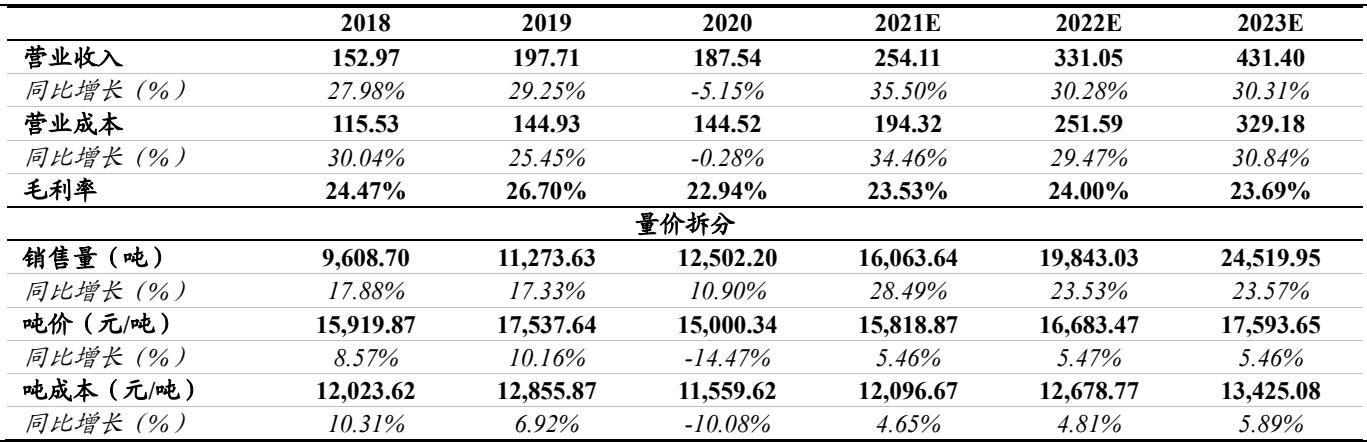 2018 2019 2020 2021E 2022E 2023E
营业收入 152.97 197.71 187.54 254.11 331.05 431.40
同比增长（%） 27.98% 29.25% -5.15% 35.50% 30.28% 30.31%
营业成本 115.53 144.93 144.52 194.32 251.59 329.18
同比增长（%） 30.04% 25.45% -0.28% 34.46% 29.47% 30.84%
毛利率 24.47% 26.70% 22.94% 23.53% 24.00% 23.69%
量价拆分
销售量（吨） 9,608.70 11,273.63 12,502.20 16,063.64 19,843.03 24,519.95
同比增长（%） 17.88% 17.33% 10.90% 28.49% 23.53% 23.57%
吨价（元/吨） 15,919.87 17,537.64 15,000.34 15,818.87 16,683.47 17,593.65
同比增长（%） 8.57% 10.16% -14.47% 5.46% 5.47% 5.46%
吨成本（元/吨） 12,023.62 12,855.87 11,559.62 12,096.67 12,678.77 13,425.08
同比增长（%） 10.31% 6.92% -10.08% 4.65% 4.81% 5.89%